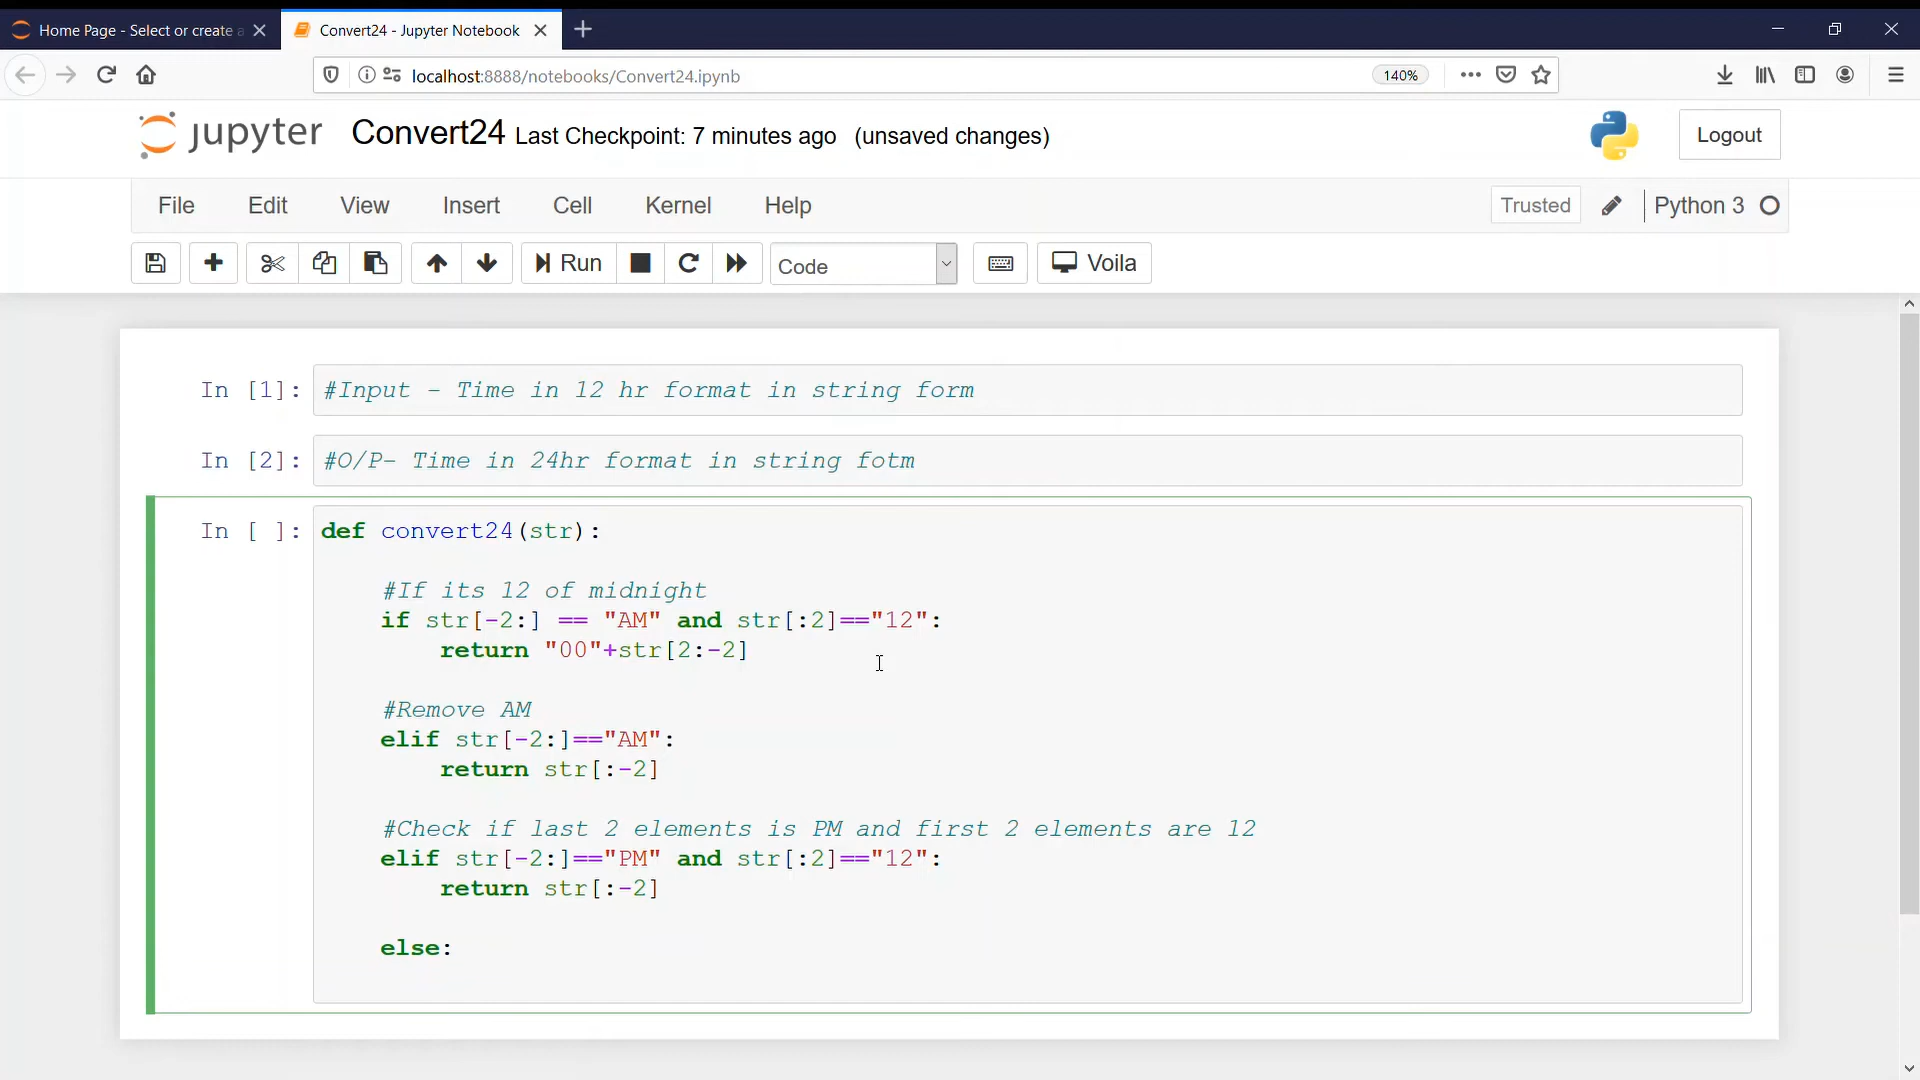 Home Page - Select or create a
Convert24 - Jupyter Notebook
localhost:8888/notebooks/Convert24.ipynb
140%
jupyter Convert24 Last Checkpoint: 7 minutes ago (unsaved changes)
Logout
File Edit View Insert Cell Kernel Help
Trusted Python 3
Run Code Voila
In [1]: #Input - Time in 12 hr format in string form
In [2]: #O/P- Time in 24hr format in string fotm
In [ ]: def convert24(str):
#If its 12 of midnight
if str[-2:] == "AM" and str[:2]=="12":
return "00"+str[2:-2]
#Remove AM
elif str[-2:]=="AM":
return str[:-2]
#Check if last 2 elements is PM and first 2 elements are 12
elif str[-2:]=="PM" and str[:2]=="12":
return str[:-2]
else: